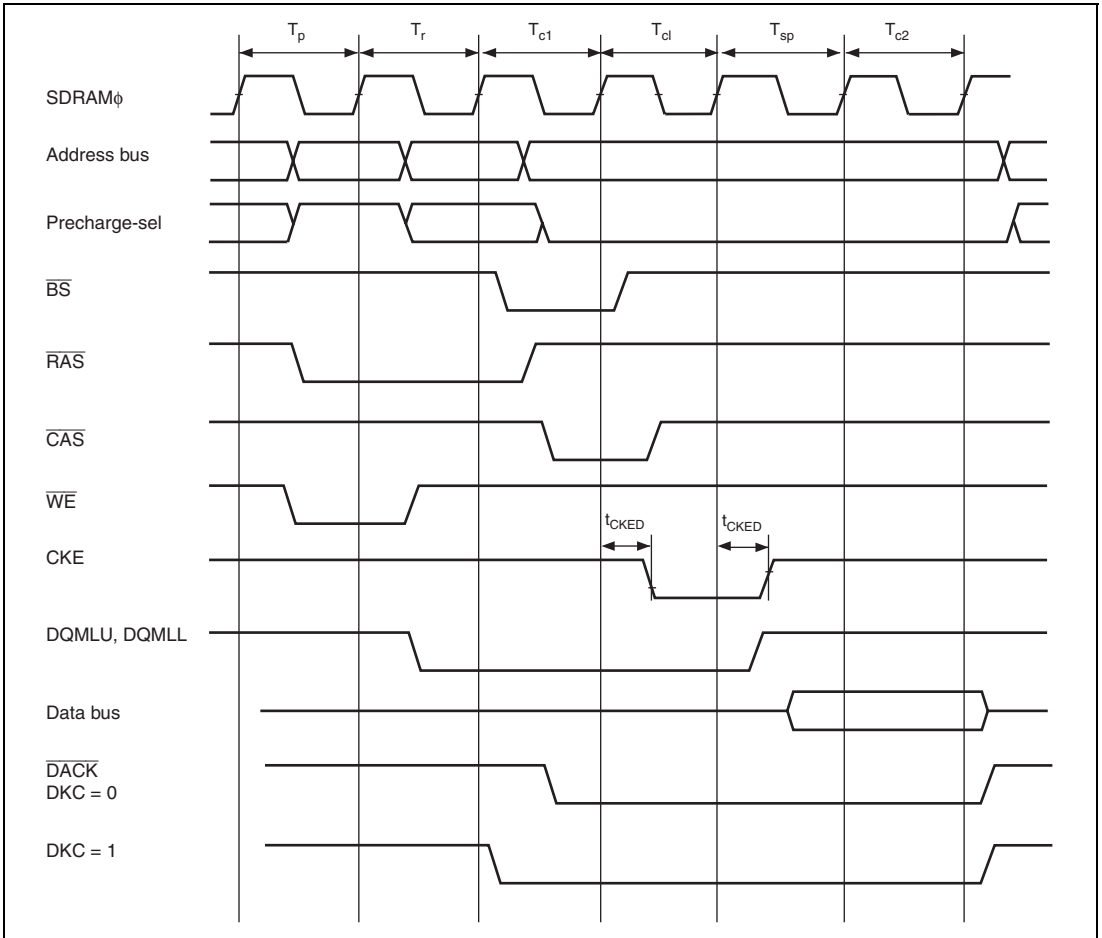 Tp Tr Tc1 Tcl Tsp Tc2
SDRAMϕ
Address bus
Precharge-sel
BS
RAS
CAS
WE
tCKED tCKED
CKE
DQMLU, DQMLL
Data bus
DACK
DKC = 0
DKC = 1